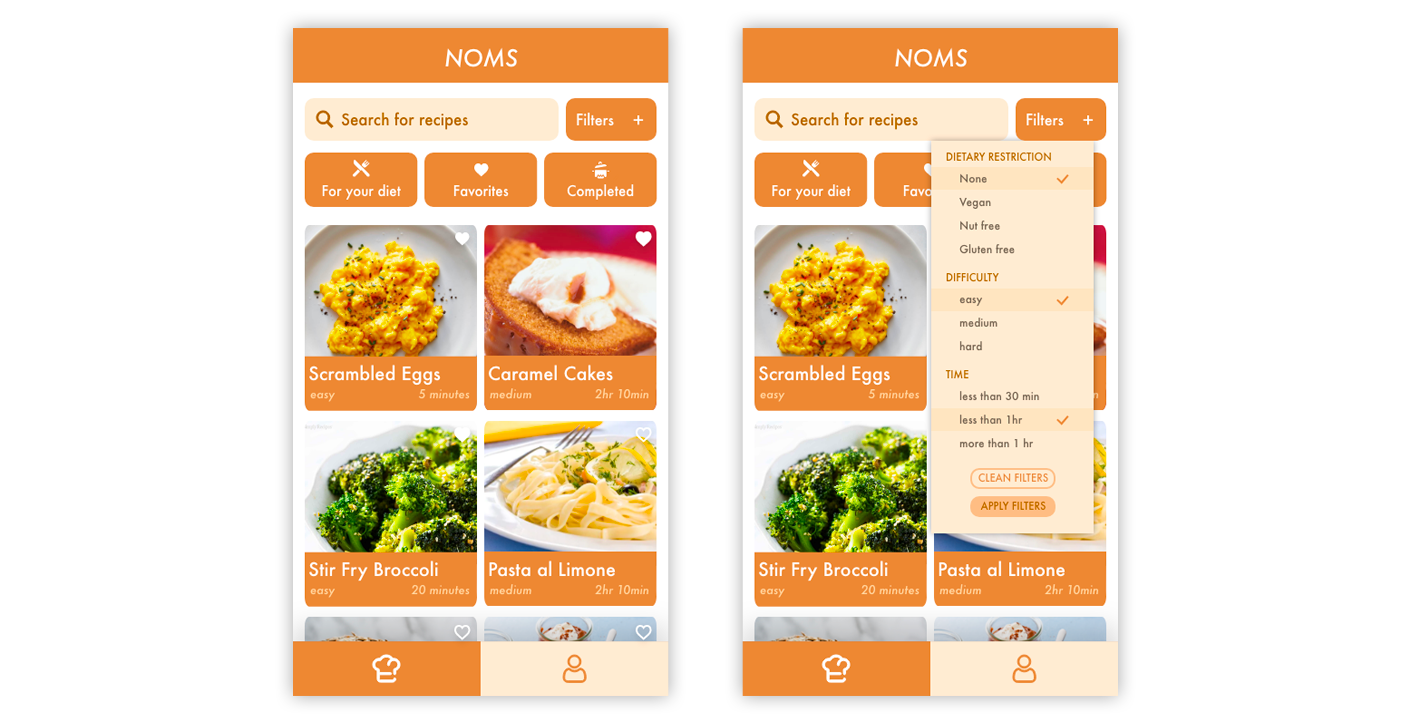 NOMS
Search for recipes
Filters +
For your diet
Favorites
Completed
Scrambled Eggs
easy 5 minutes
Caramel Cakes
medium 2hr 10min
Stir Fry Broccoli
easy 20 minutes
Pasta al Limone
medium 2hr 10min
NOMS
Search for recipes
Filters +
For your diet
DIETARY RESTRICTION
None
Vegan
Nut free
Gluten free
DIFFICULTY
easy
medium
hard
TIME
less than 30 min
less than 1hr
more than 1 hr
CLEAN FILTERS
APPLY FILTERS
Scrambled Eggs
easy 5 minutes
Stir Fry Broccoli
easy 20 minutes
Pasta al Limone
medium 2hr 10min